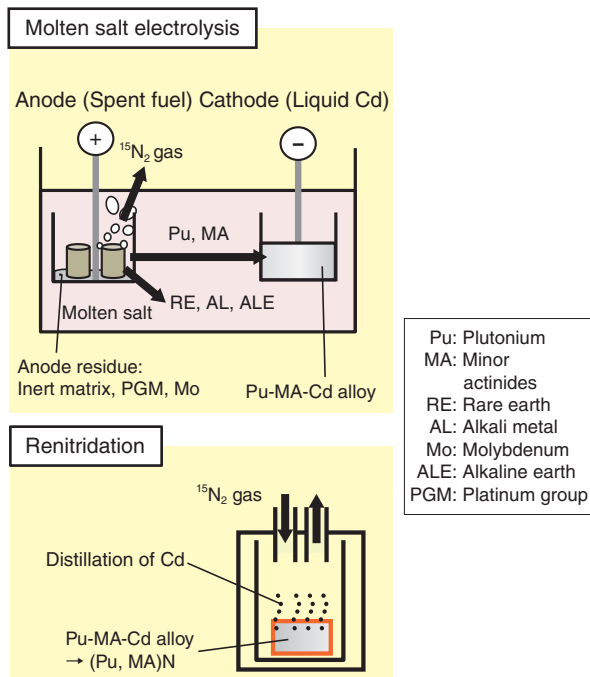 Molten salt electrolysis
Anode (Spent fuel) Cathode (Liquid Cd)
+
−
¹⁵N₂ gas
Pu, MA
Molten salt
RE, AL, ALE
Anode residue:
Inert matrix, PGM, Mo
Pu-MA-Cd alloy
Pu: Plutonium
MA: Minor
actinides
RE: Rare earth
AL: Alkali metal
Mo: Molybdenum
ALE: Alkaline earth
PGM: Platinum group
Renitridation
¹⁵N₂ gas
Distillation of Cd
Pu-MA-Cd alloy
→ (Pu, MA)N